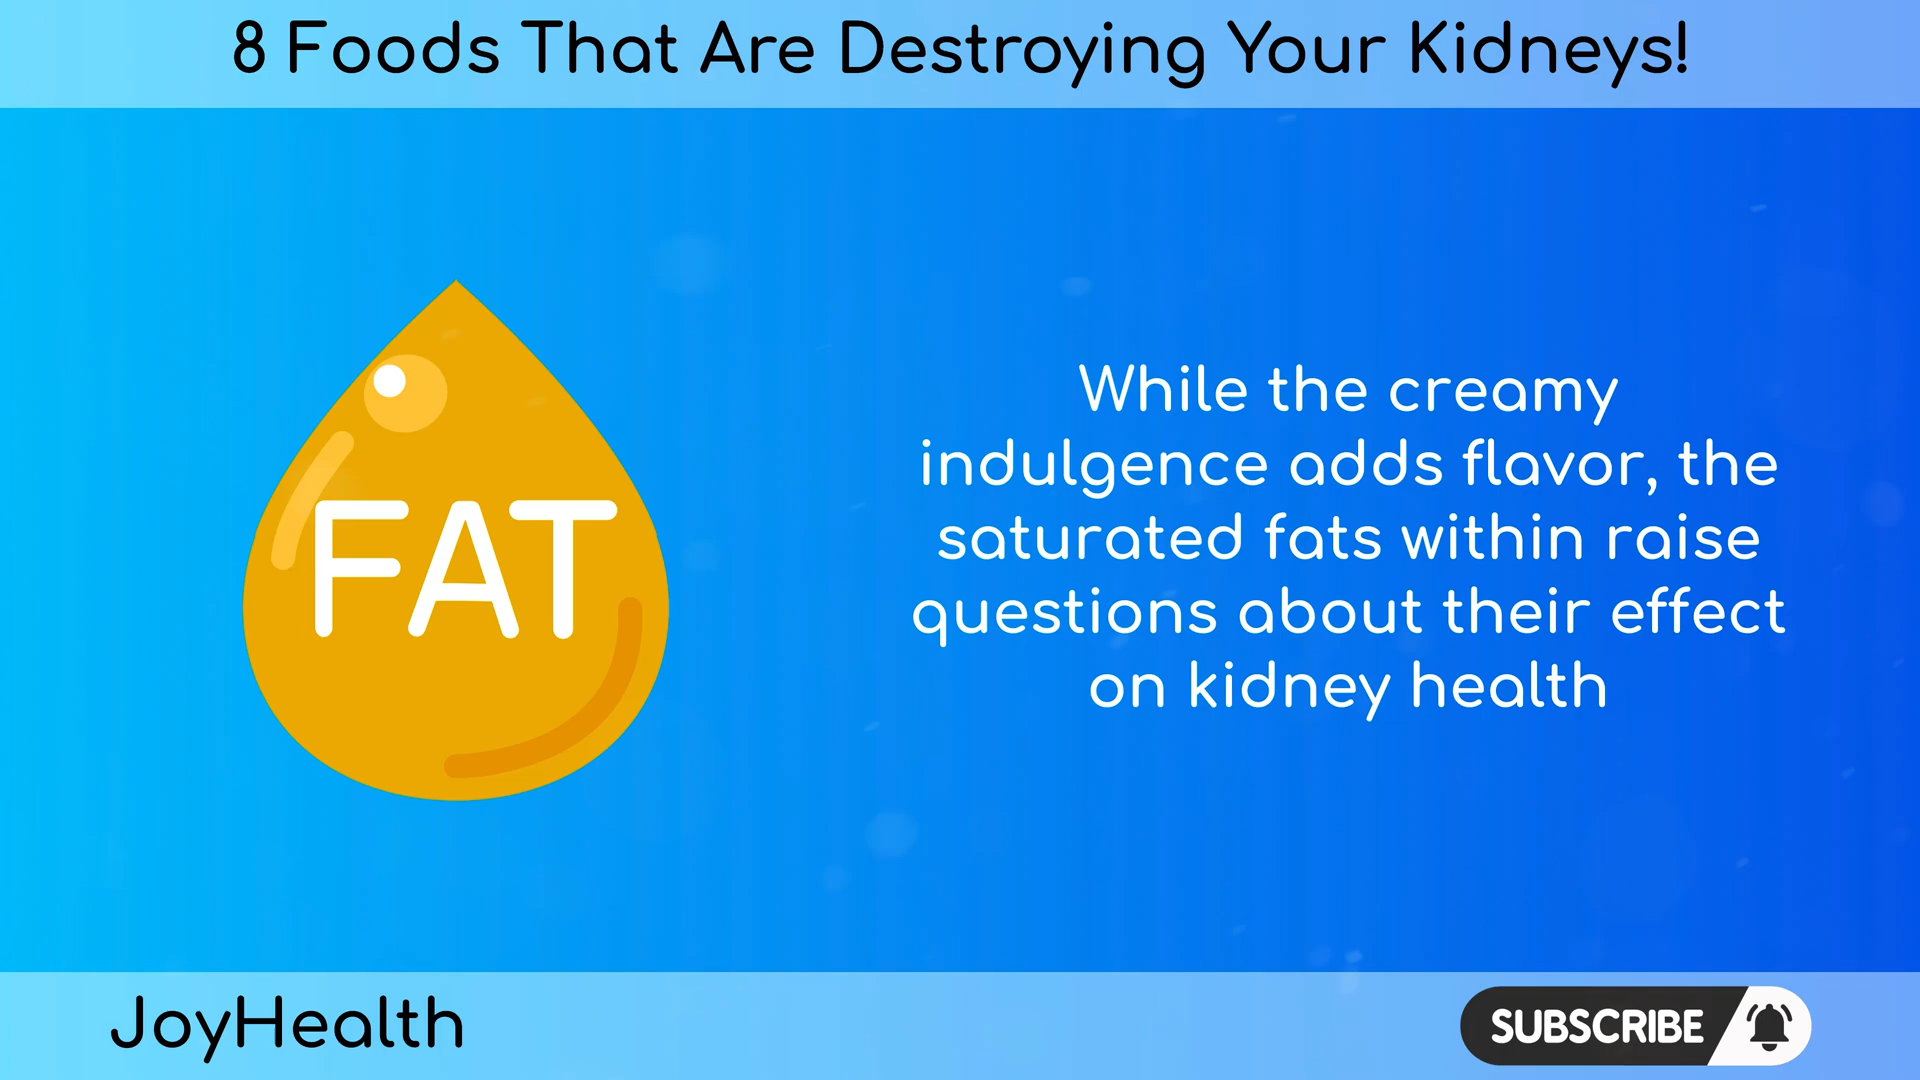 8 Foods That Are Destroying Your Kidneys!
FAT
While the creamy
indulgence adds flavor, the
saturated fats within raise
questions about their effect
on kidney health
JoyHealth
SUBSCRIBE